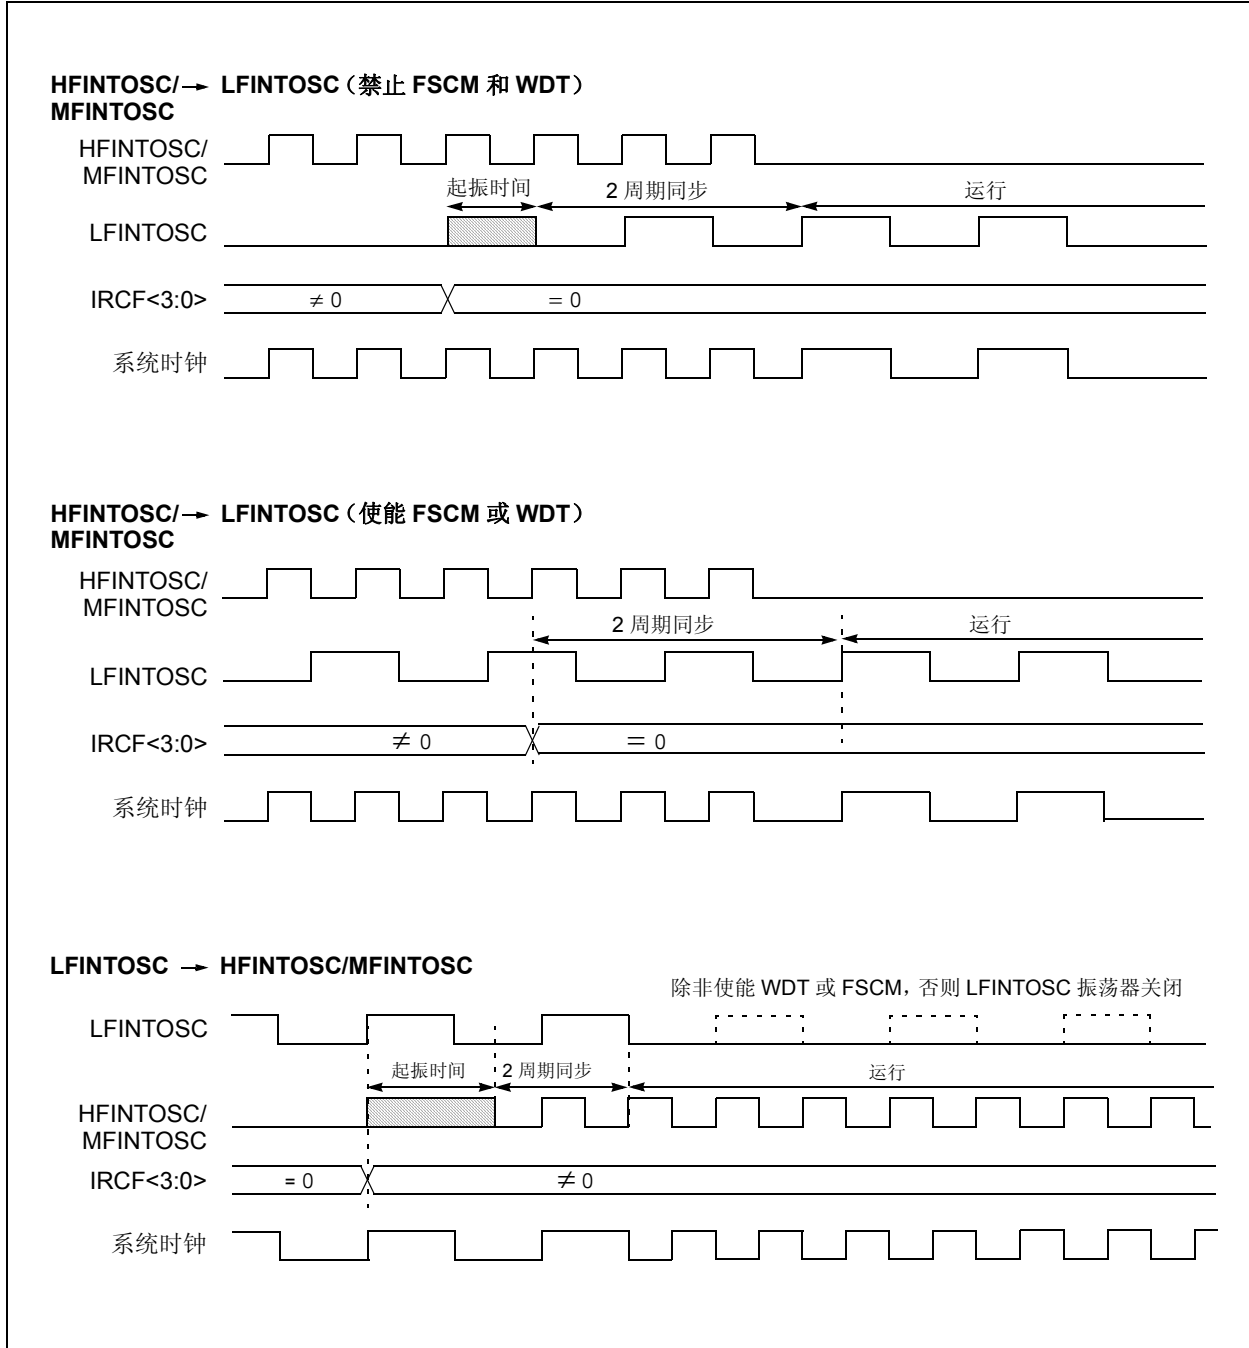 HFINTOSC/→ LFINTOSC（禁止 FSCM 和 WDT）
MFINTOSC
HFINTOSC/
MFINTOSC
起振时间 2 周期同步 运行
LFINTOSC
IRCF<3:0> ≠ 0 = 0
系统时钟
HFINTOSC/→ LFINTOSC（使能 FSCM 或 WDT）
MFINTOSC
HFINTOSC/
MFINTOSC
2 周期同步 运行
LFINTOSC
IRCF<3:0> ≠ 0 = 0
系统时钟
LFINTOSC → HFINTOSC/MFINTOSC
除非使能 WDT 或 FSCM，否则 LFINTOSC 振荡器关闭
LFINTOSC
起振时间 2 周期同步 运行
HFINTOSC/
MFINTOSC
IRCF<3:0> = 0 ≠ 0
系统时钟